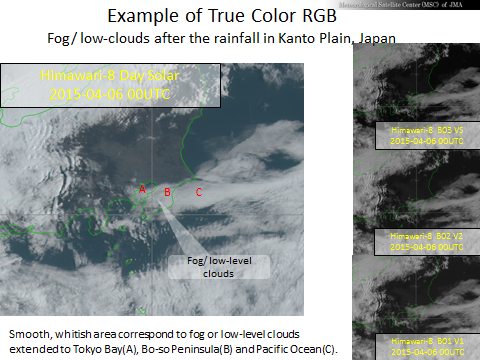 Meteorological Satellite Center (MSC) of JMA
Example of True Color RGB
Fog/ low-clouds after the rainfall in Kanto Plain, Japan
Himawari-8 Day Solar
2015-04-06 00UTC
A
B
C
Fog/ low-level
clouds
Himawari-8 B03 VS
2015-04-06 00UTC
Himawari-8 B02 V2
2015-04-06 00UTC
Himawari-8 B01 V1
2015-04-06 00UTC
Smooth, whitish area correspond to fog or low-level clouds
extended to Tokyo Bay(A), Bo-so Peninsula(B) and Pacific Ocean(C).